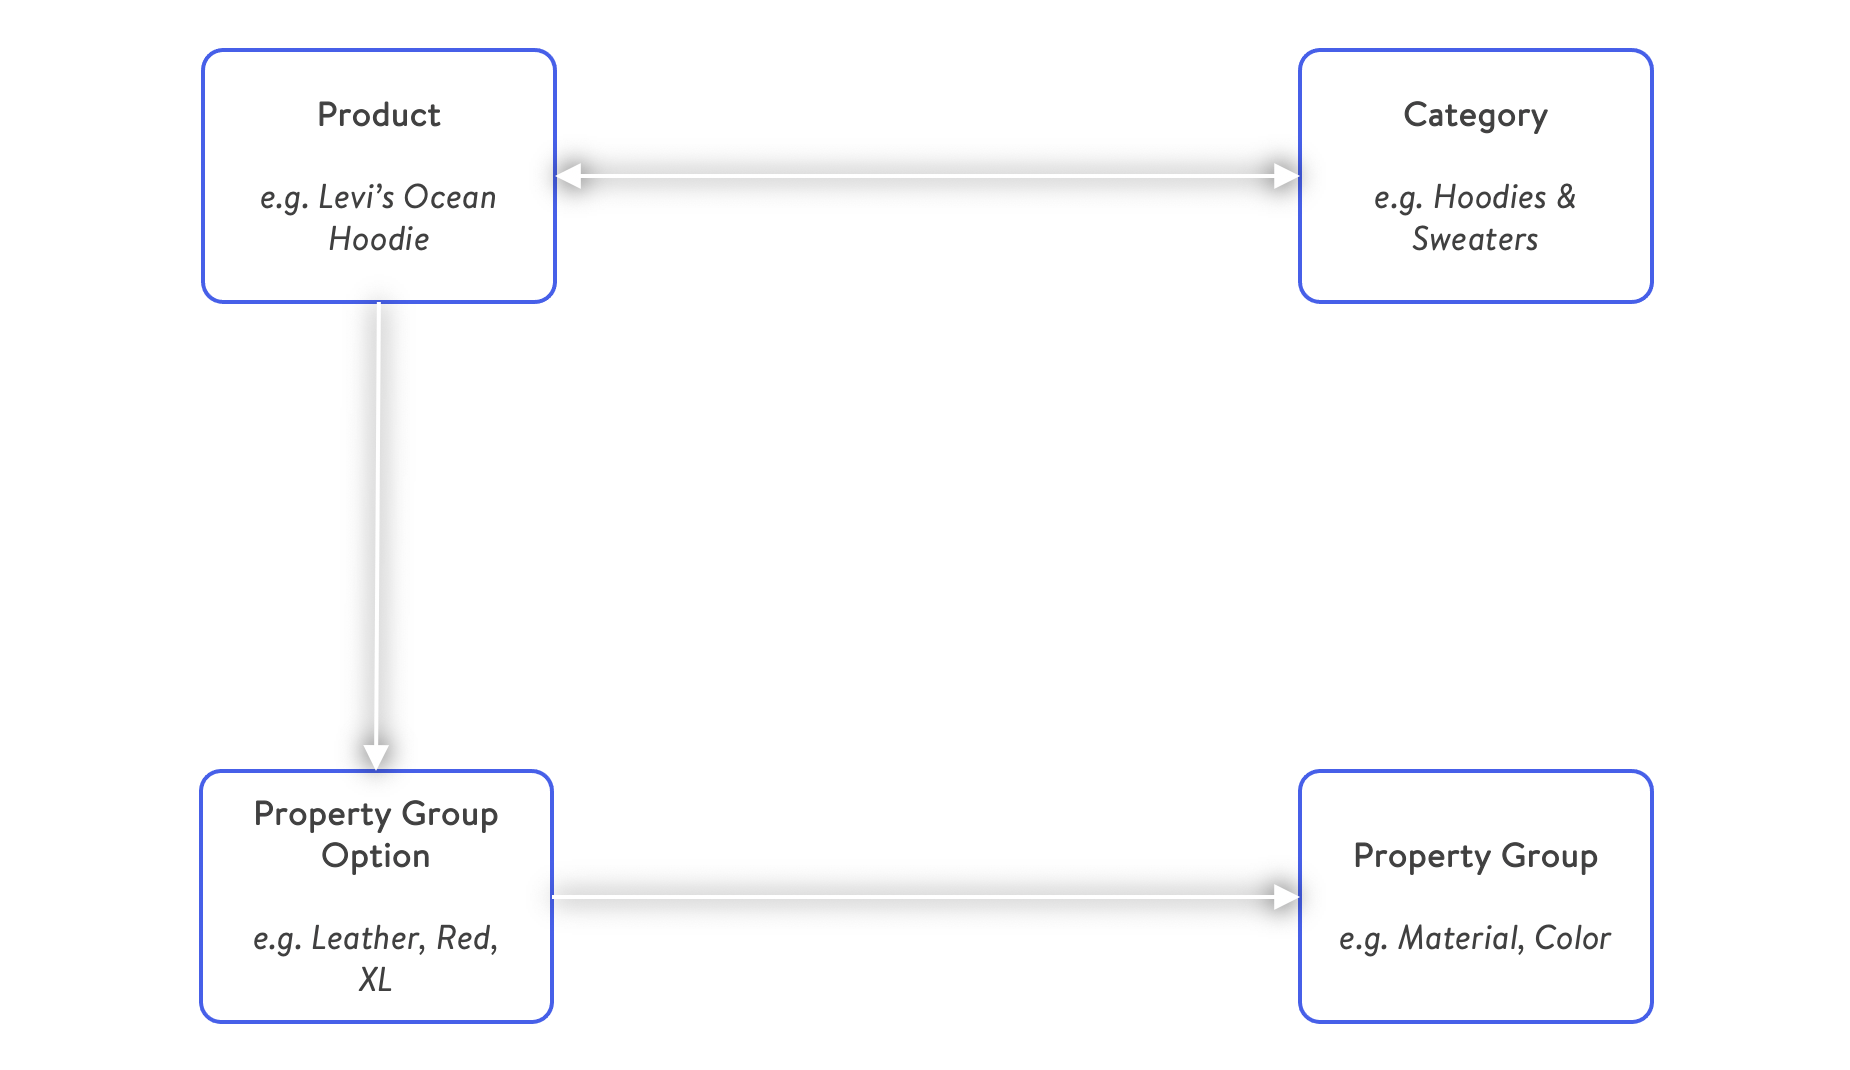 Product
e.g. Levi’s Ocean
Hoodie
Category
e.g. Hoodies &
Sweaters
Property Group
Option
e.g. Leather, Red,
XL
Property Group
e.g. Material, Color